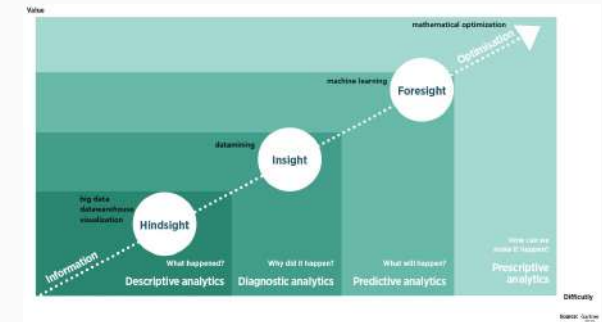 Value
mathematical optimization
Optimisation
machine learning
Foresight
datamining
Insight
big data
datawarehouse
visualization
Hindsight
Information
What happened?
Descriptive analytics
Why did it happen?
Diagnostic analytics
What will happen?
Predictive analytics
How can we
make it happen?
Prescriptive
analytics
Difficulty
Source: Gartner